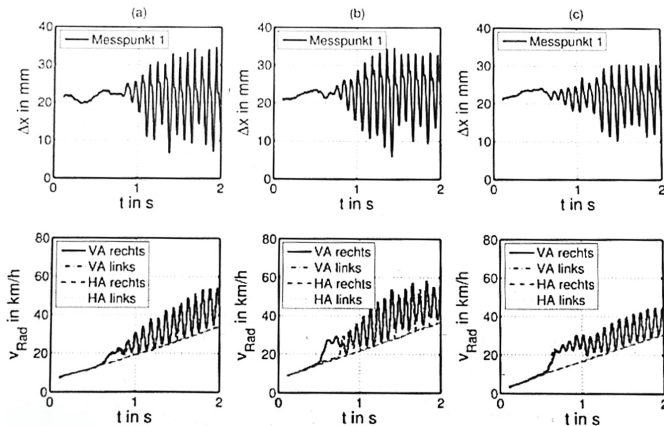 (a)
Messpunkt 1
Δx in mm
40
30
20
10
0
0
1
2
t in s
(b)
Messpunkt 1
Δx in mm
40
30
20
10
0
0
1
2
t in s
(c)
Messpunkt 1
Δx in mm
40
30
20
10
0
0
1
2
t in s
VA rechts
VA links
HA rechts
HA links
vRad in km/h
80
60
40
20
0
0
1
2
t in s
VA rechts
VA links
HA rechts
HA links
vRad in km/h
80
60
40
20
0
0
1
2
t in s
VA rechts
VA links
HA rechts
HA links
vRad in km/h
80
60
40
20
0
0
1
2
t in s